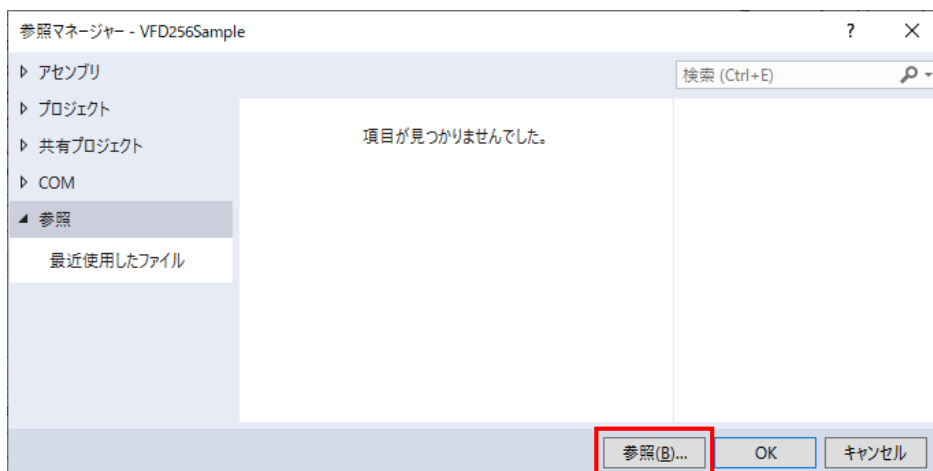 参照マネージャー - VFD256Sample
?
アセンブリ
検索 (Ctrl+E)
プロジェクト
項目が見つかりませんでした。
共有プロジェクト
COM
参照
最近使用したファイル
参照(B)...
OK
キャンセル